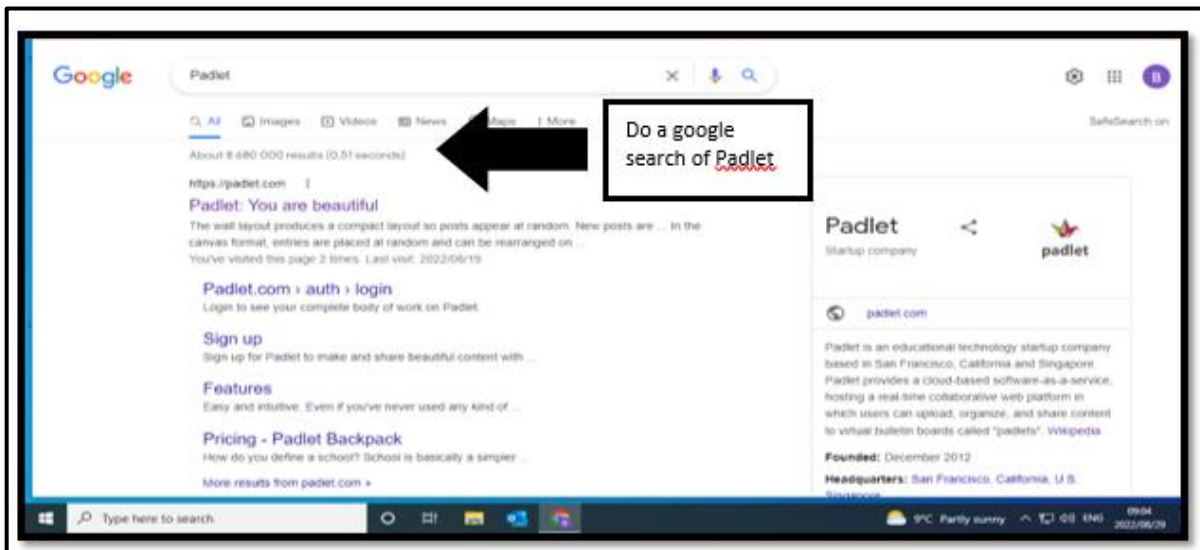 Google
Padlet
All Images Videos News Maps More
SafeSearch on
About 8 680 000 results (0,51 seconds)
Do a google
search of Padlet
https://padlet.com
Padlet: You are beautiful
The wall layout produces a compact layout so posts appear at random. New posts are ... In the
canvas format, entries are placed at random and can be rearranged on ...
You've visited this page 2 times. Last visit: 2022/06/19
Padlet.com › auth › login
Login to see your complete body of work on Padlet.
Sign up
Sign up for Padlet to make and share beautiful content with ...
Features
Easy and intuitive. Even if you've never used any kind of ...
Pricing - Padlet Backpack
How do you define a school? School is basically a simpler ...
More results from padlet.com »
Padlet
Startup company
padlet
padlet.com
Padlet is an educational technology startup company
based in San Francisco, California and Singapore.
Padlet provides a cloud-based software-as-a-service,
hosting a real-time collaborative web platform in
which users can upload, organize, and share content
to virtual bulletin boards called "padlets". Wikipedia
Founded: December 2012
Headquarters: San Francisco, California, U.S.
Singapore
B
Type here to search
9°C Partly sunny
ENG
09:04
2022/06/29